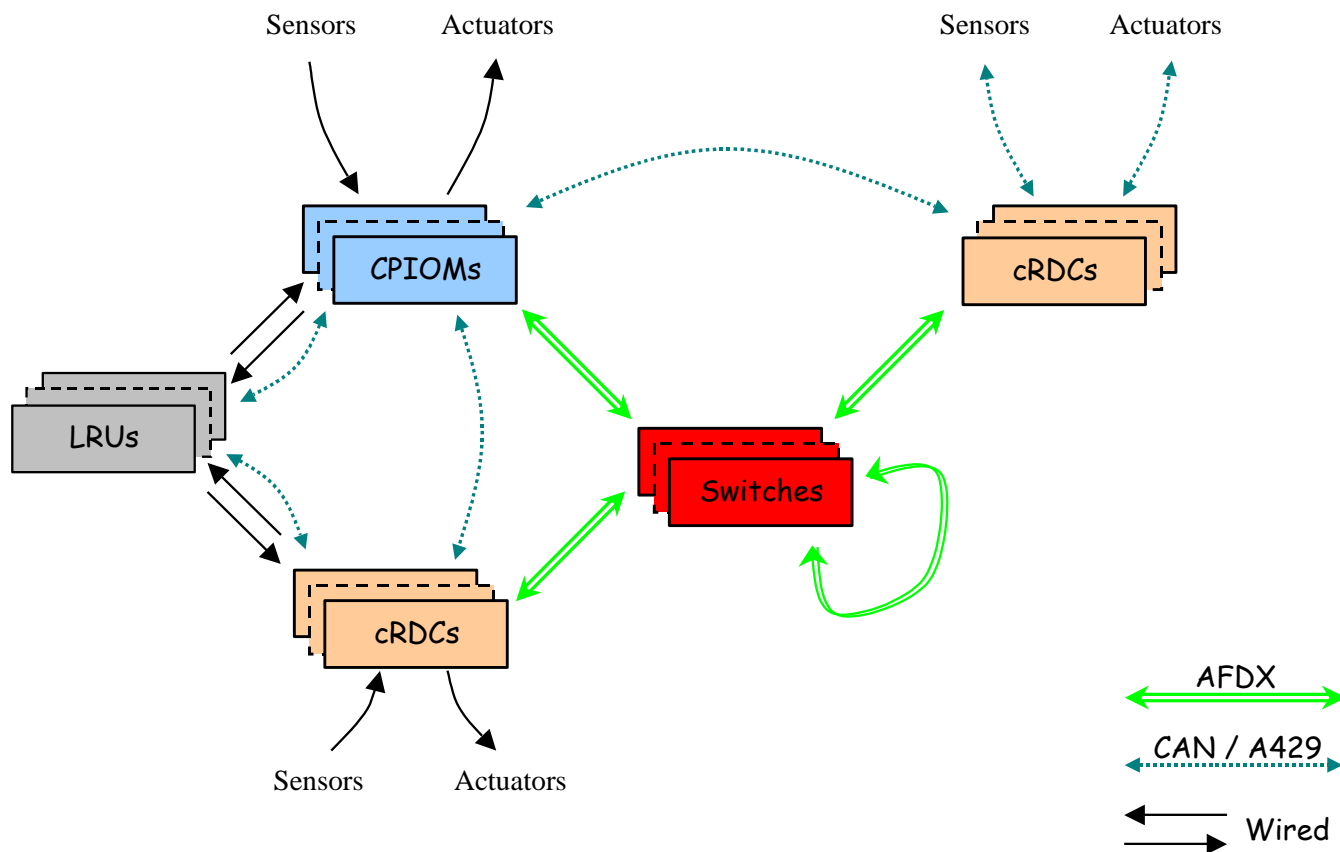 Sensors
Actuators
Sensors
Actuators
CPIOMs
cRDCs
LRUs
Switches
cRDCs
AFDX
CAN / A429
Sensors
Actuators
Wired